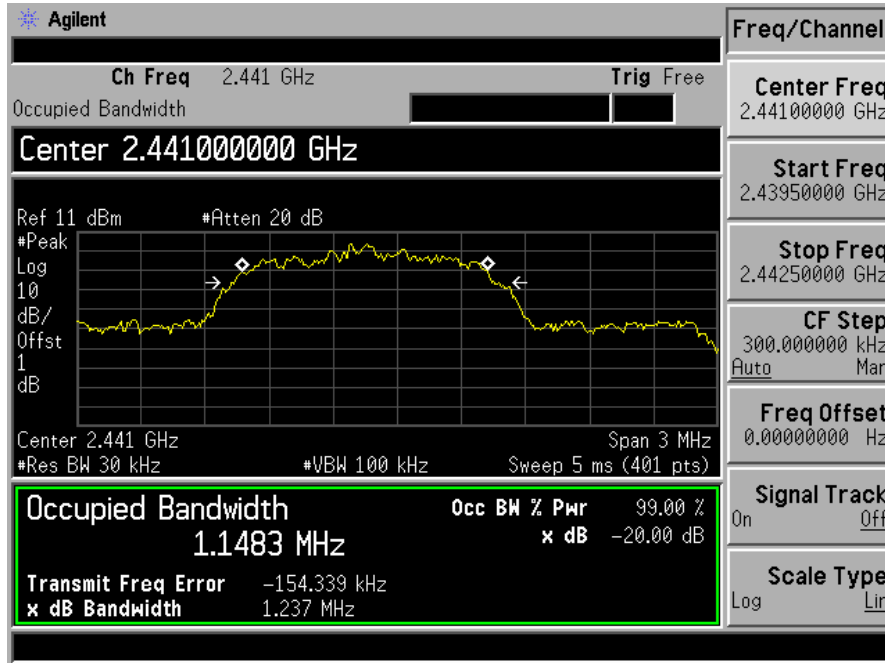 Agilent
Freq/Channel
Ch Freq 2.441 GHz Trig Free
Occupied Bandwidth
Center 2.441000000 GHz
Ref 11 dBm #Atten 20 dB
#Peak
Log
10
dB/
Offst
1
dB
Center 2.441 GHz Span 3 MHz
#Res BW 30 kHz #VBW 100 kHz Sweep 5 ms (401 pts)
Occupied Bandwidth
1.1483 MHz
Occ BW % Pwr 99.00 %
x dB -20.00 dB
Transmit Freq Error -154.339 kHz
x dB Bandwidth 1.237 MHz
Center Freq
2.44100000 GHz
Start Freq
2.43950000 GHz
Stop Freq
2.44250000 GHz
CF Step
300.000000 kHz
Auto Man
Freq Offset
0.00000000 Hz
Signal Track
On Off
Scale Type
Log Lin